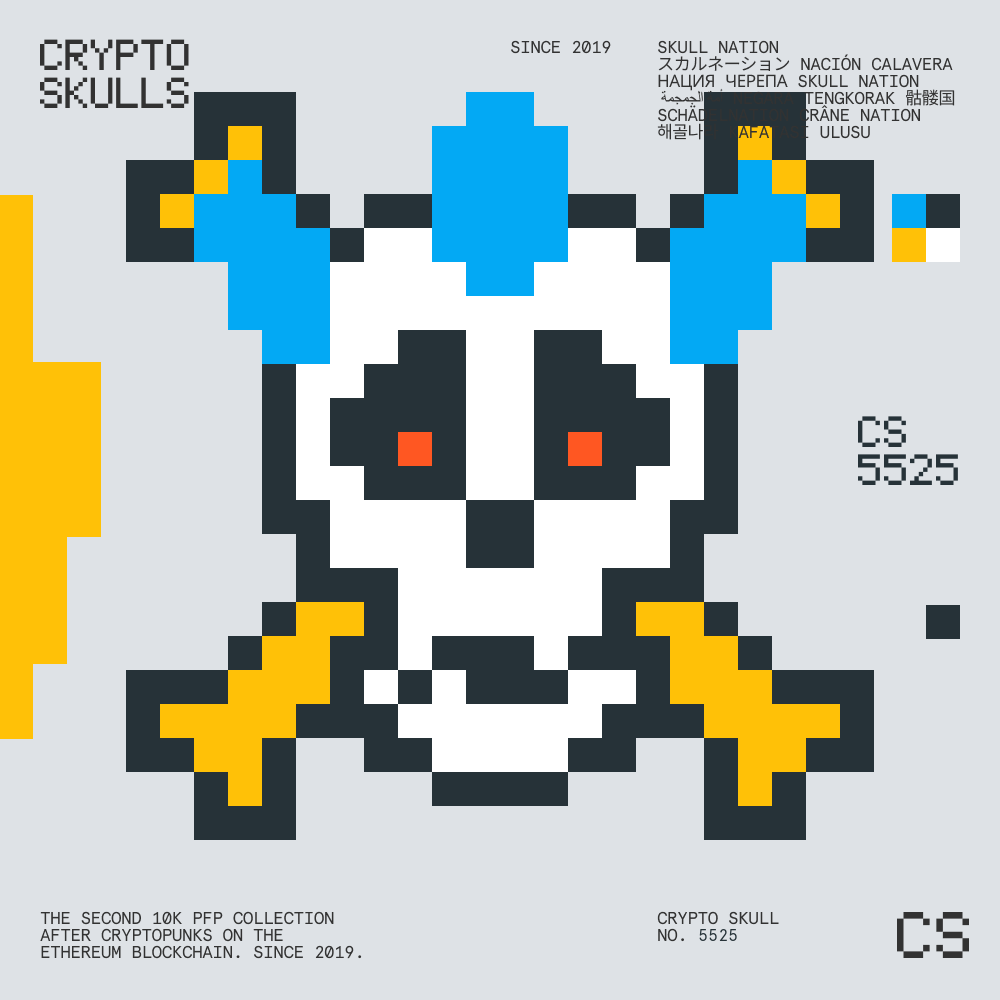 CRYPTO
SKULLS
SINCE 2019
SKULL NATION
スカルネーション NACIÓN CALAVERA
НАЦИЯ ЧЕРЕПА SKULL NATION
الجمجمة TENGKORAK 骷髅国
CRÂNE NATION
해골 ULUSU
CS
5525
THE SECOND 10K PFP COLLECTION
AFTER CRYPTOPUNKS ON THE
ETHEREUM BLOCKCHAIN. SINCE 2019.
CRYPTO SKULL
NO. 5525
CS